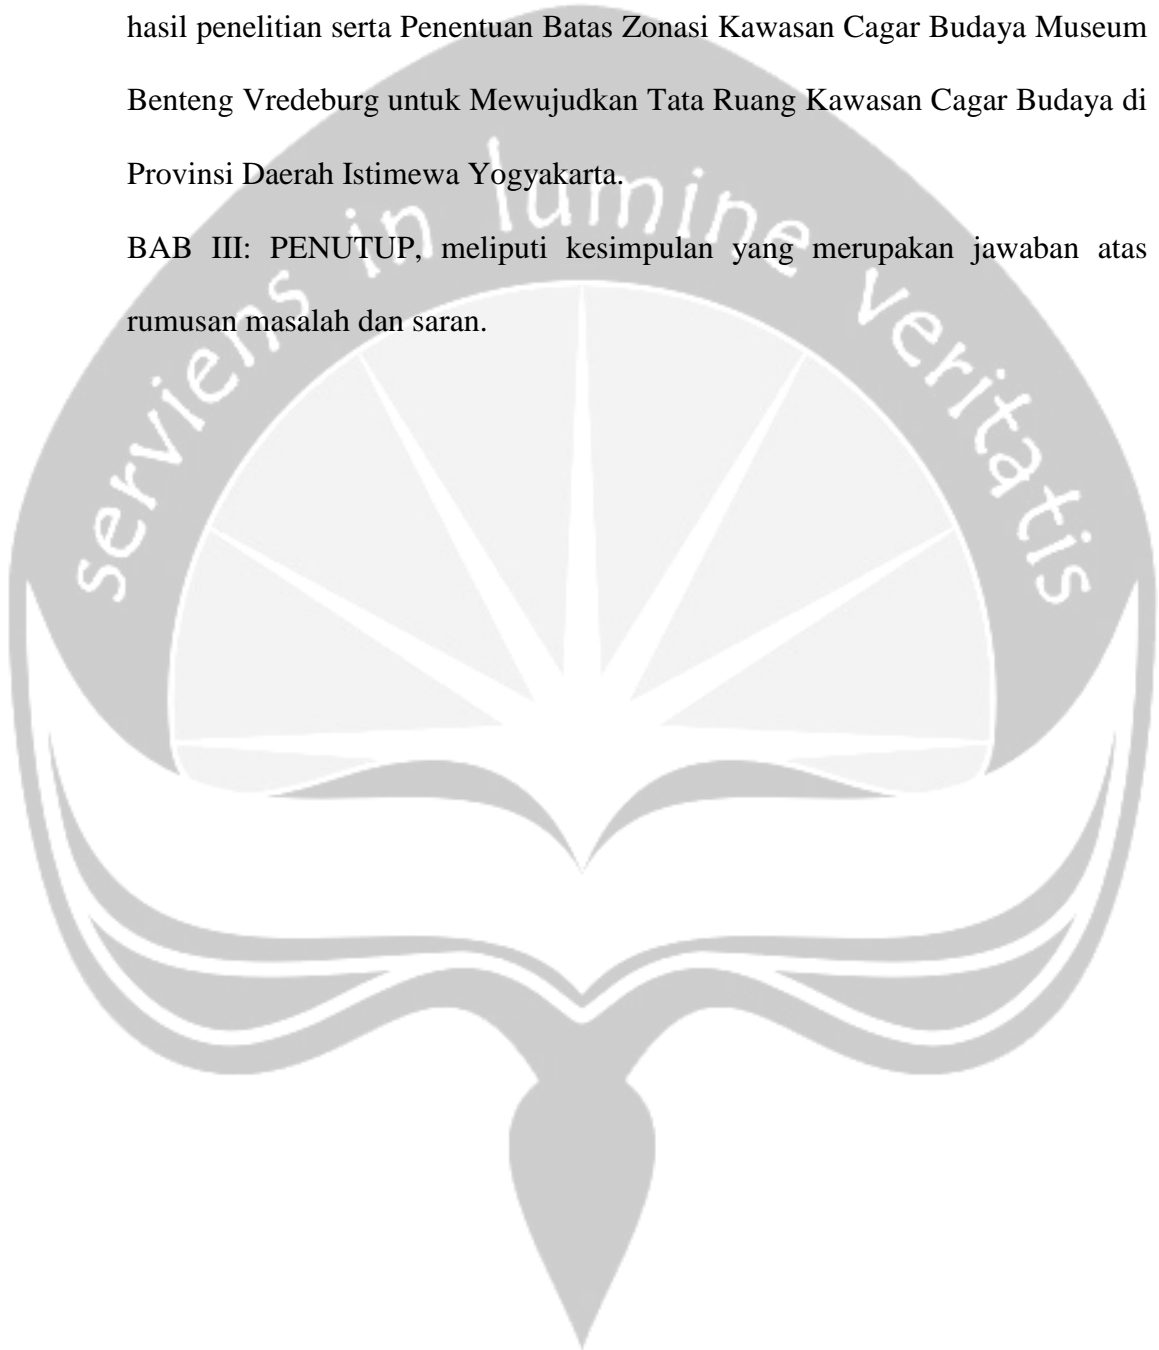 hasil penelitian serta Penentuan Batas Zonasi Kawasan Cagar Budaya Museum
Benteng Vredeburg untuk Mewujudkan Tata Ruang Kawasan Cagar Budaya di
Provinsi Daerah Istimewa Yogyakarta.
BAB III: PENUTUP, meliputi kesimpulan yang merupakan jawaban atas
rumusan masalah dan saran.
serviens in lumine veritatis